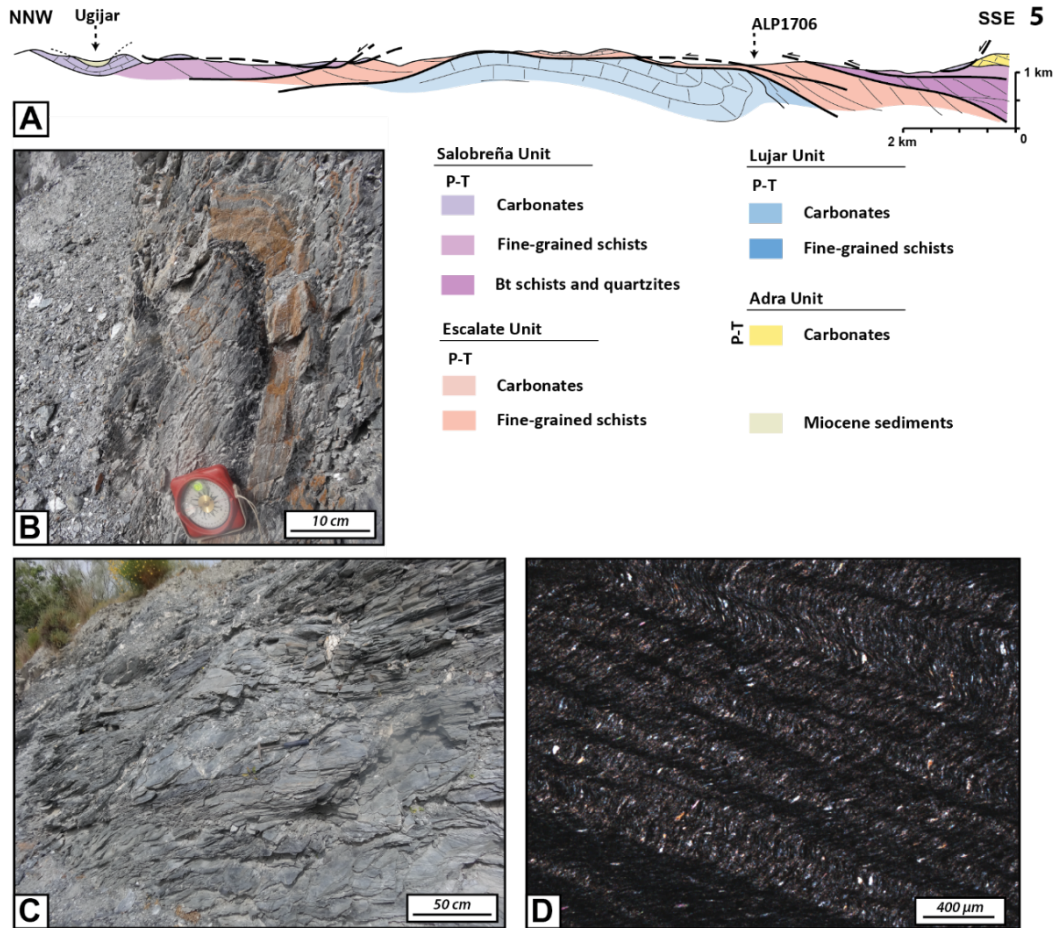 NNW Ugijar ALP1706 SSE 5
1 km
2 km 0
A
Salobreña Unit
P-T
Carbonates
Fine-grained schists
Bt schists and quartzites
Escalate Unit
P-T
Carbonates
Fine-grained schists
Lujar Unit
P-T
Carbonates
Fine-grained schists
Adra Unit
P-T
Carbonates
Miocene sediments
B
10 cm
C
50 cm
D
400 µm